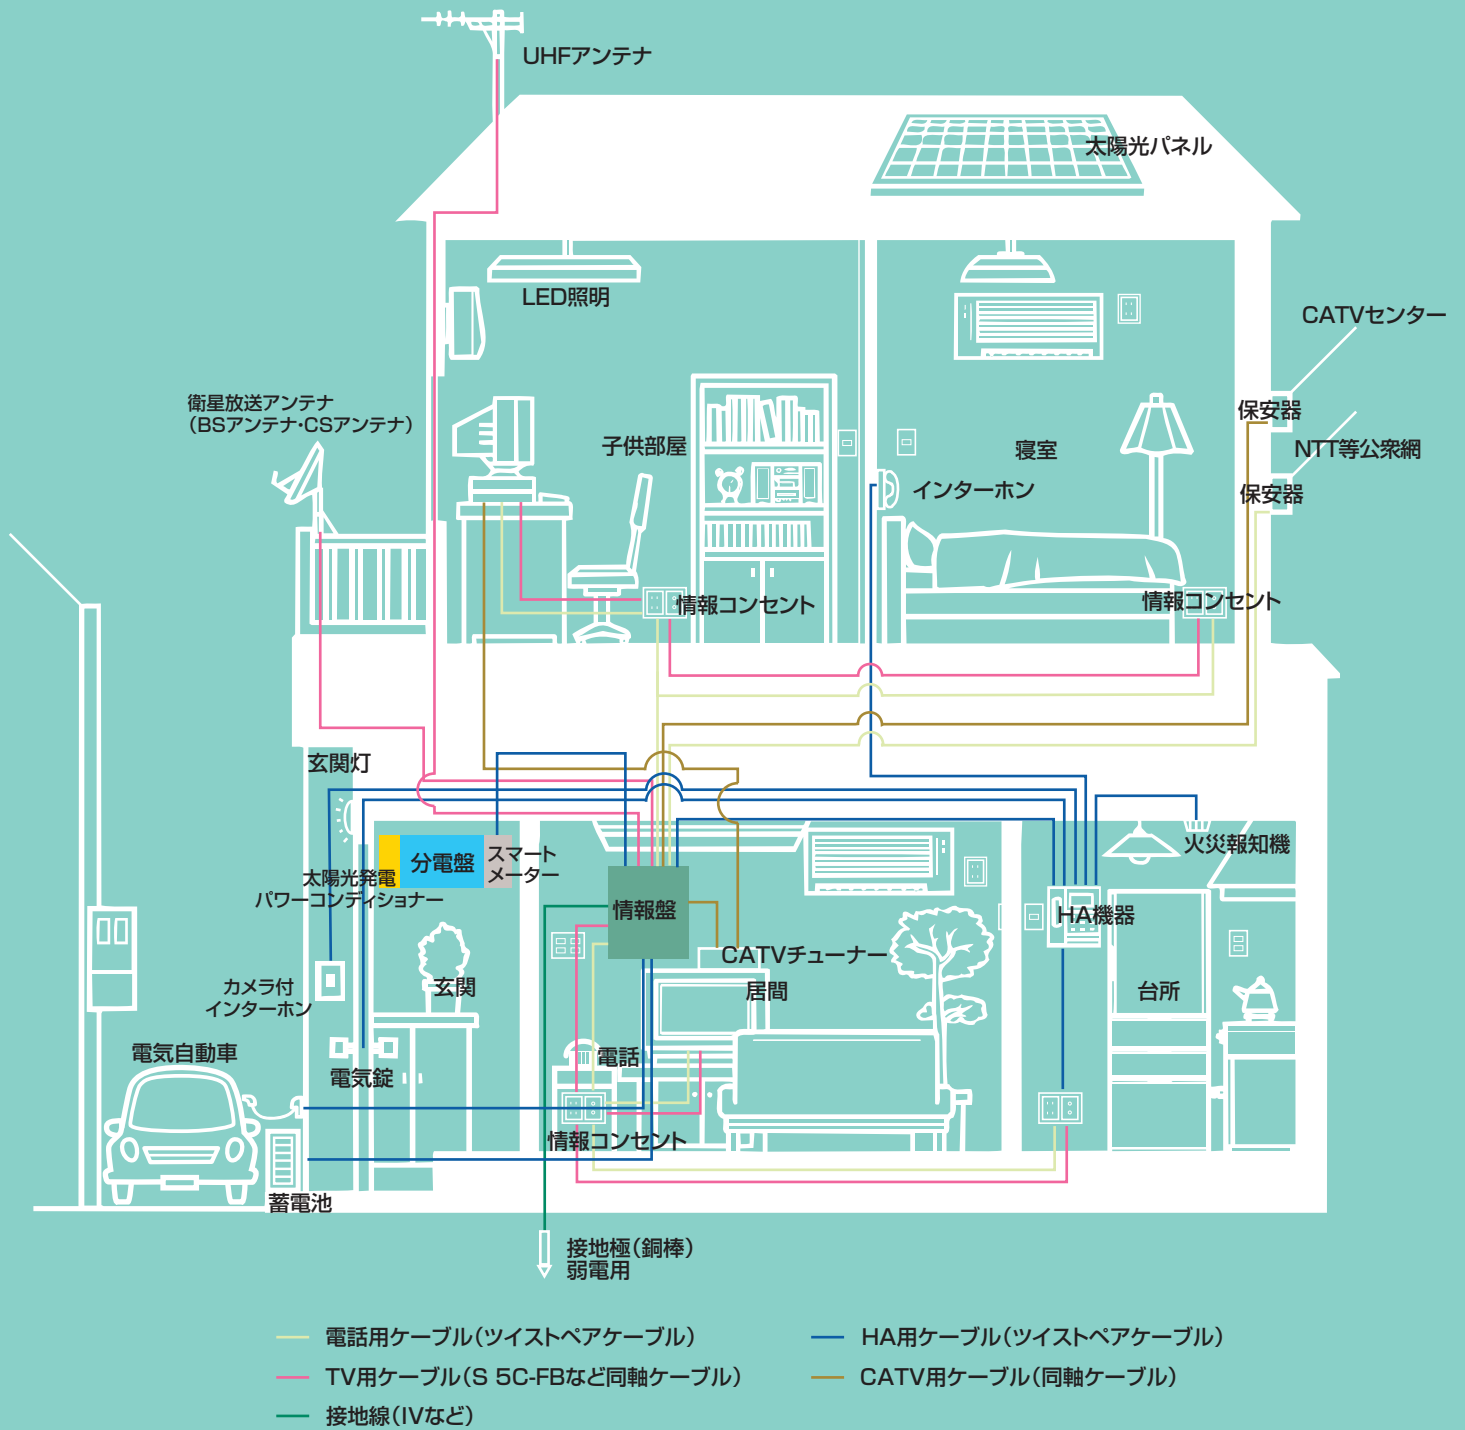 UHFアンテナ
太陽光パネル
LED照明
CATVセンター
衛星放送アンテナ
（BSアンテナ・CSアンテナ）
保安器
子供部屋
寝室
NTT等公衆網
インターホン
保安器
情報コンセント
情報コンセント
玄関灯
分電盤
スマート
メーター
太陽光発電
パワーコンディショナー
火災報知機
情報盤
HA機器
CATVチューナー
カメラ付
インターホン
玄関
居間
台所
電気自動車
電気錠
電話
情報コンセント
蓄電池
接地極（銅棒）
弱電用
電話用ケーブル（ツイストペアケーブル）
HA用ケーブル（ツイストペアケーブル）
TV用ケーブル（S 5C-FBなど同軸ケーブル）
CATV用ケーブル（同軸ケーブル）
接地線（IVなど）